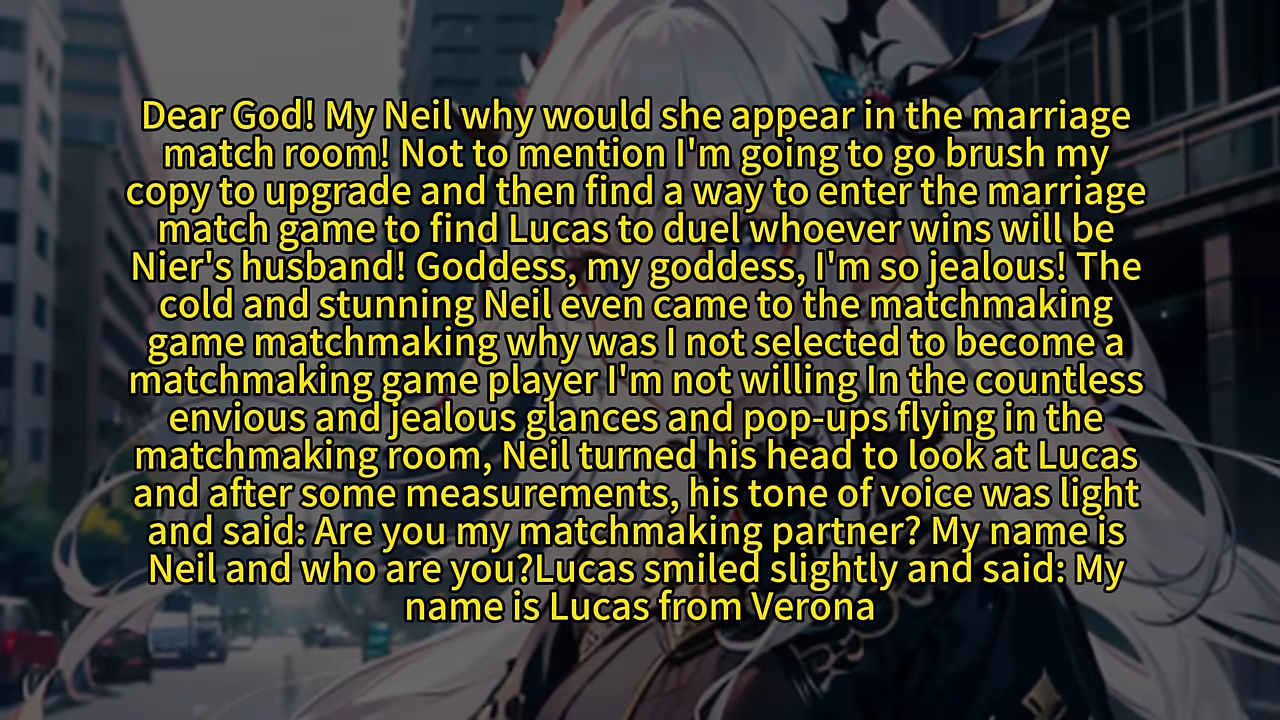 Dear God! My Neil why would she appear in the marriage
match room! Not to mention I'm going to go brush my
copy to upgrade and then find a way to enter the marriage
match game to find Lucas to duel whoever wins will be
Nier's husband! Goddess, my goddess, I'm so jealous! The
cold and stunning Neil even came to the matchmaking
game matchmaking why was I not selected to become a
matchmaking game player I'm not willing In the countless
envious and jealous glances and pop-ups flying in the
matchmaking room, Neil turned his head to look at Lucas
and after some measurements, his tone of voice was light
and said: Are you my matchmaking partner? My name is
Neil and who are you?Lucas smiled slightly and said: My
name is Lucas from Verona